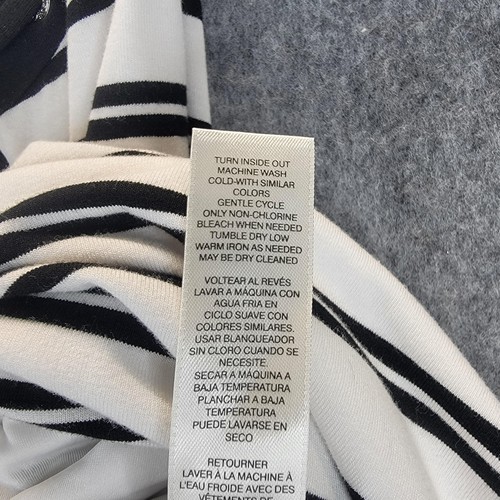 TURN INSIDE OUT
MACHINE WASH
COLD-WITH SIMILAR
COLORS
GENTLE CYCLE
ONLY NON-CHLORINE
BLEACH WHEN NEEDED
TUMBLE DRY LOW
WARM IRON AS NEEDED
MAY BE DRY CLEANED
VOLTEAR AL REVÉS
LAVAR A MÁQUINA CON
AGUA FRIA EN
CICLO SUAVE CON
COLORES SIMILARES.
USAR BLANQUEADOR
SIN CLORO CUANDO SE
NECESITE.
SECAR A MÁQUINA A
BAJA TEMPERATURA
PLANCHAR A BAJA
TEMPERATURA
PUEDE LAVARSE EN
SECO
RETOURNER
LAVER À LA MACHINE À
L'EAU FROIDE AVEC DES
VÊTEMENTS DE